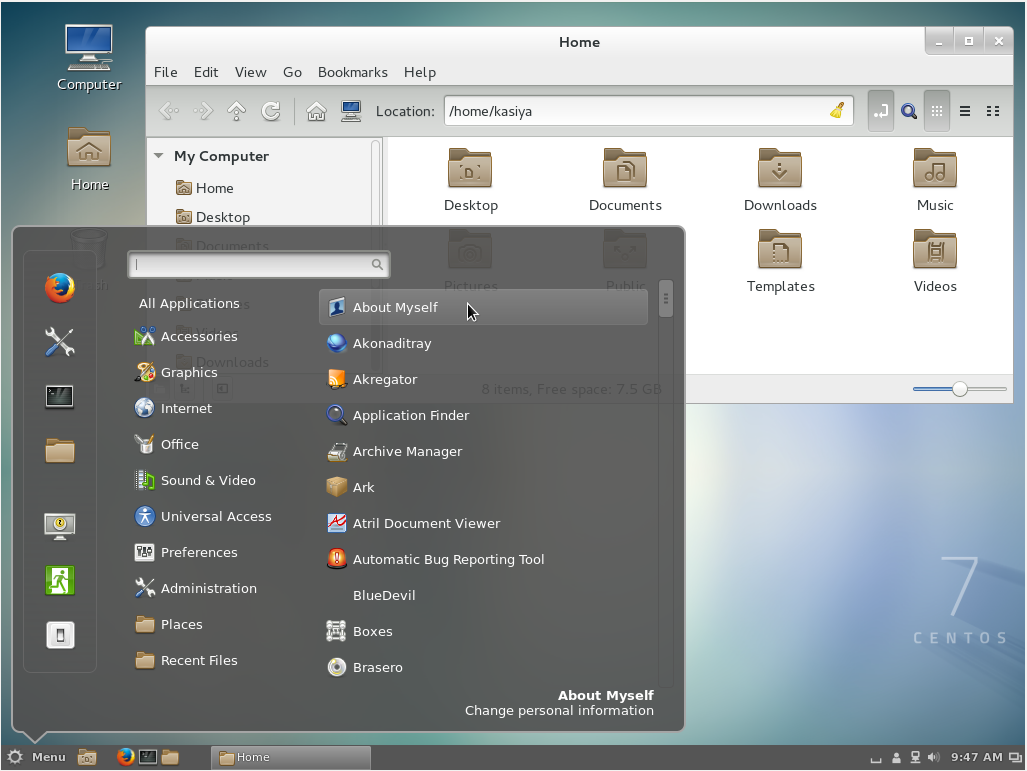 Computer
Home
Home
File Edit View Go Bookmarks Help
Location: /home/kasiya
My Computer
Home
Desktop
Documents
Downloads
Desktop Documents Downloads Music
Pictures Public Templates Videos
8 items, Free space: 7.5 GB
All Applications
Accessories
Graphics
Internet
Office
Sound & Video
Universal Access
Preferences
Administration
Places
Recent Files
About Myself
Akonaditray
Akregator
Application Finder
Archive Manager
Ark
Atril Document Viewer
Automatic Bug Reporting Tool
BlueDevil
Boxes
Brasero
About Myself
Change personal information
7
CENTOS
Menu
Home
9:47 AM